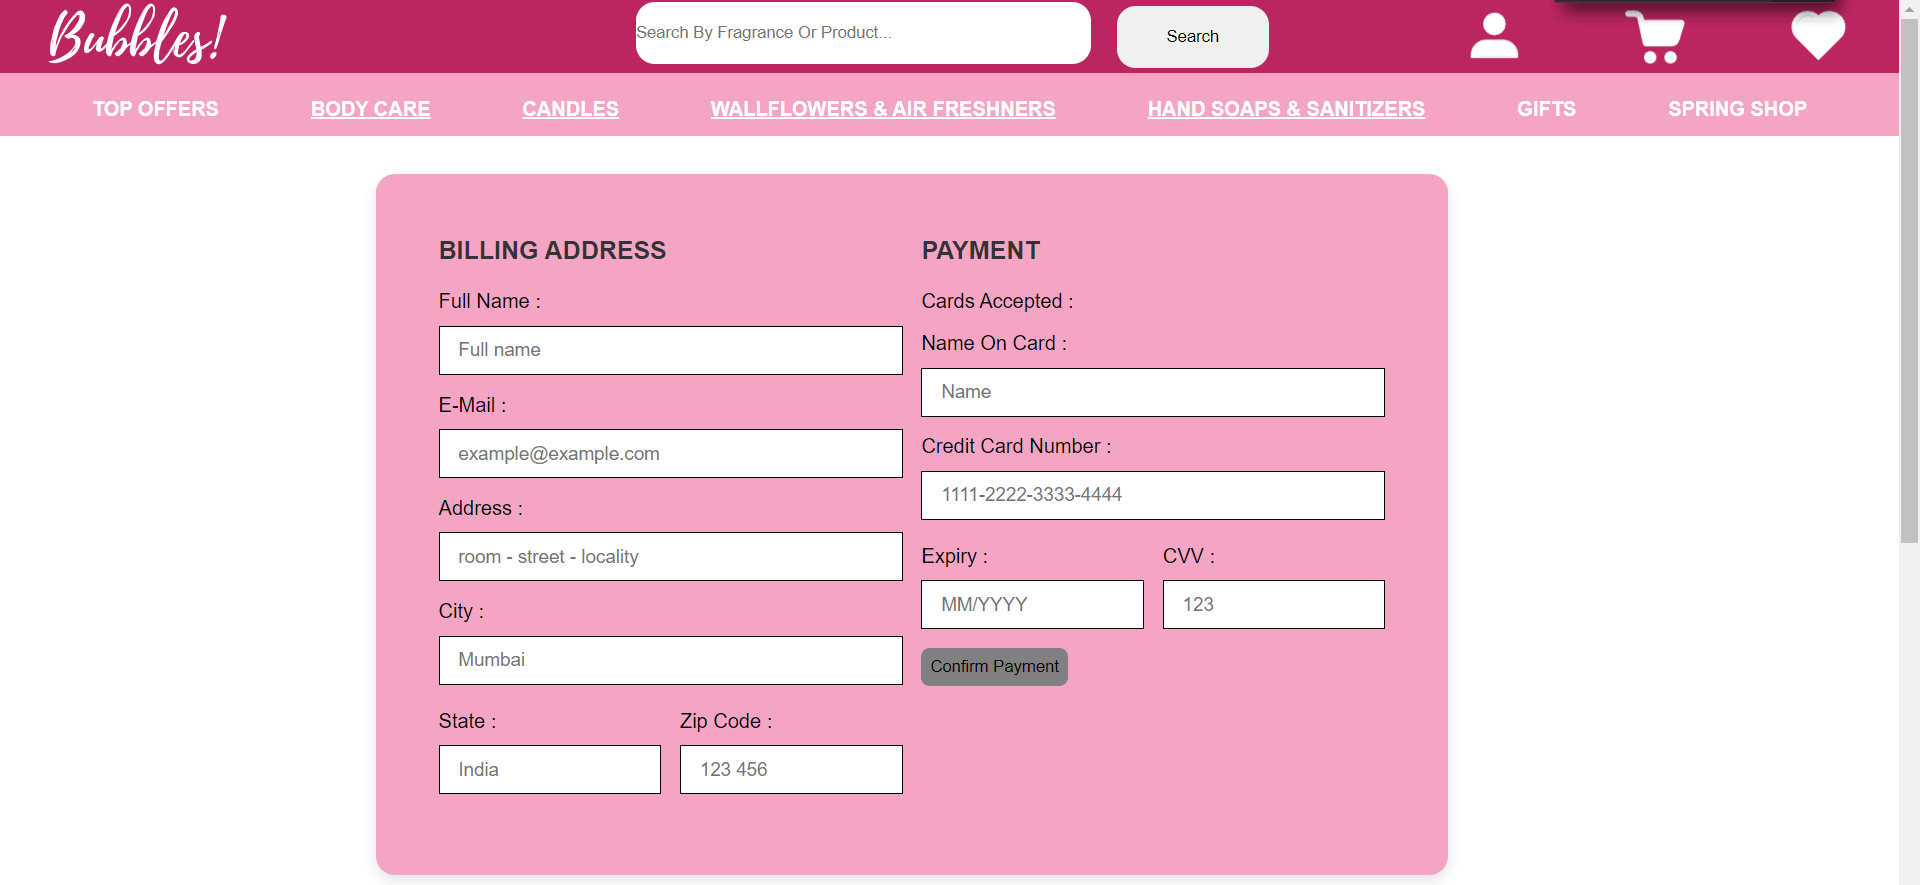 Bubbles!
Search By Fragrance Or Product...
Search
TOP OFFERS BODY CARE CANDLES WALLFLOWERS & AIR FRESHNERS HAND SOAPS & SANITIZERS GIFTS SPRING SHOP
BILLING ADDRESS
Full Name :
Full name
E-Mail :
example@example.com
Address :
room - street - locality
City :
Mumbai
State :
India
Zip Code :
123 456
PAYMENT
Cards Accepted :
Name On Card :
Name
Credit Card Number :
1111-2222-3333-4444
Expiry :
MM/YYYY
CVV :
123
Confirm Payment